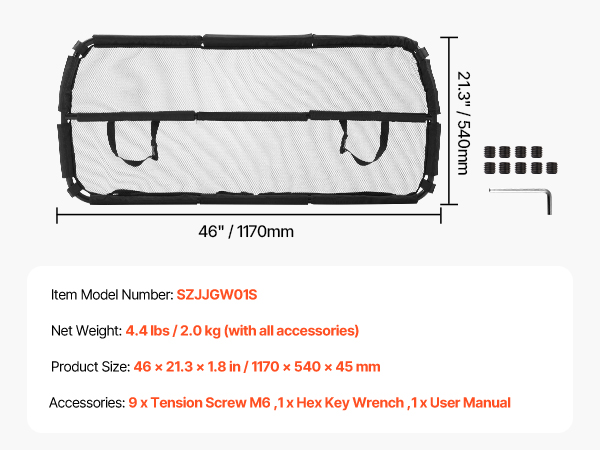 21.3" / 540mm
46" / 1170mm
Item Model Number: SZJJGW01S
Net Weight: 4.4 lbs / 2.0 kg (with all accessories)
Product Size: 46 × 21.3 × 1.8 in / 1170 × 540 × 45 mm
Accessories: 9 x Tension Screw M6 ,1 x Hex Key Wrench ,1 x User Manual